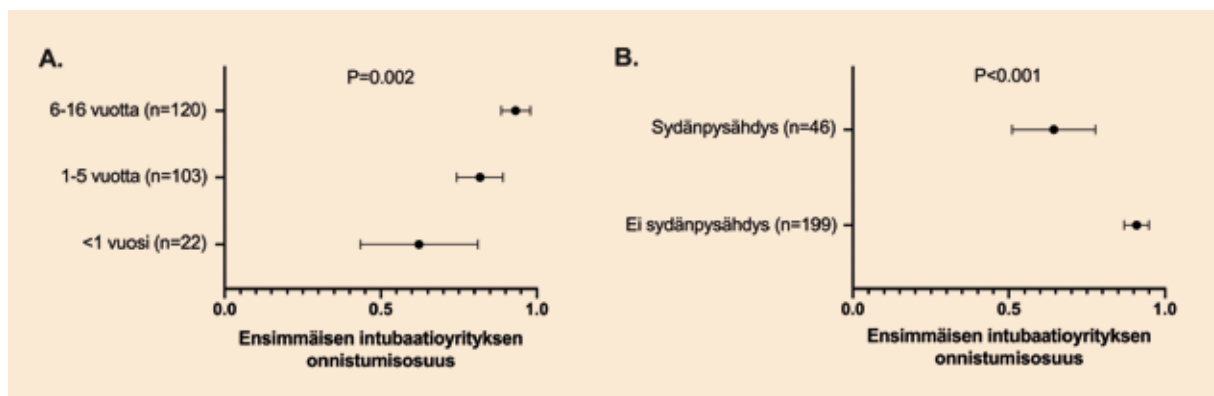 A.
P=0.002
6-16 vuotta (n=120)
1-5 vuotta (n=103)
<1 vuosi (n=22)
0.0 0.5 1.0
Ensimmäisen intubaatioyrityksen
onnistumisosuus
B.
P<0.001
Sydänpysähdys (n=46)
Ei sydänpysähdys (n=199)
0.0 0.5 1.0
Ensimmäisen intubaatioyrityksen
onnistumisosuus